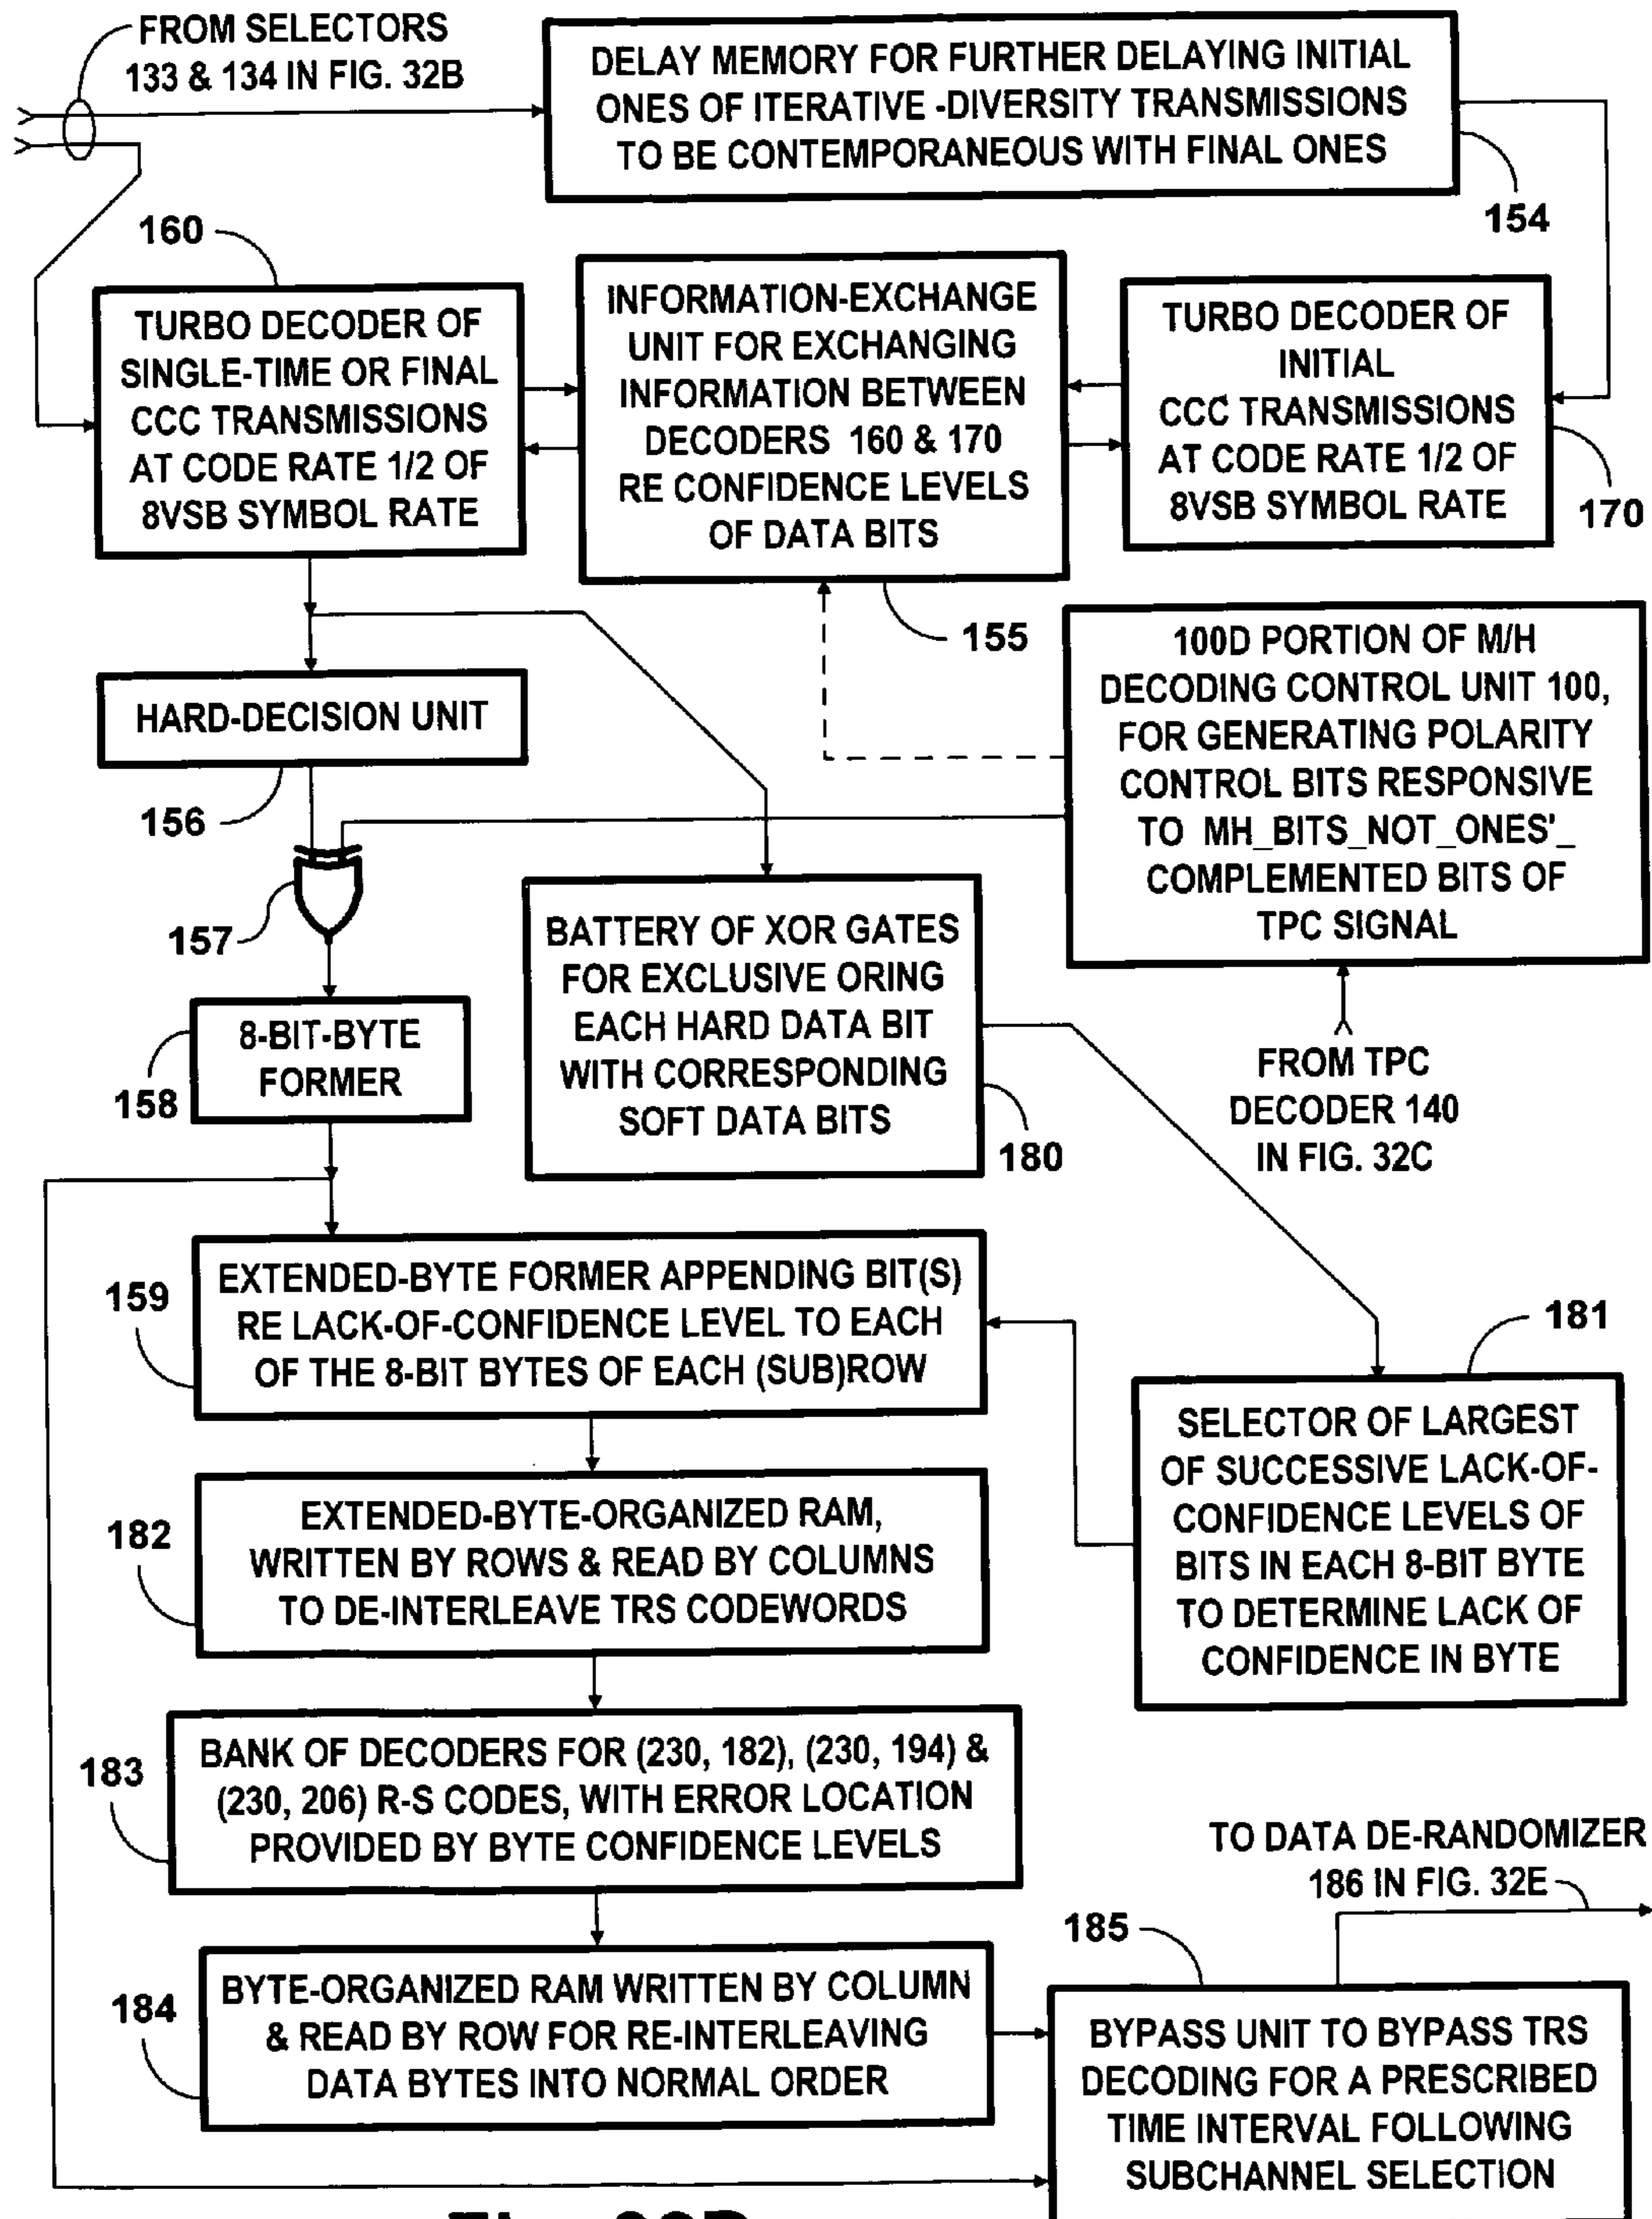 FROM SELECTORS
133 & 134 IN FIG. 32B
DELAY MEMORY FOR FURTHER DELAYING INITIAL
ONES OF ITERATIVE -DIVERSITY TRANSMISSIONS
TO BE CONTEMPORANEOUS WITH FINAL ONES
154
160
TURBO DECODER OF
SINGLE-TIME OR FINAL
CCC TRANSMISSIONS
AT CODE RATE 1/2 OF
8VSB SYMBOL RATE
INFORMATION-EXCHANGE
UNIT FOR EXCHANGING
INFORMATION BETWEEN
DECODERS 160 & 170
RE CONFIDENCE LEVELS
OF DATA BITS
TURBO DECODER OF
INITIAL
CCC TRANSMISSIONS
AT CODE RATE 1/2 OF
8VSB SYMBOL RATE
170
155
HARD-DECISION UNIT
156
100D PORTION OF M/H
DECODING CONTROL UNIT 100,
FOR GENERATING POLARITY
CONTROL BITS RESPONSIVE
TO MH_BITS_NOT_ONES'_
COMPLEMENTED BITS OF
TPC SIGNAL
157
BATTERY OF XOR GATES
FOR EXCLUSIVE ORING
EACH HARD DATA BIT
WITH CORRESPONDING
SOFT DATA BITS
180
FROM TPC
DECODER 140
IN FIG. 32C
8-BIT-BYTE
FORMER
158
159
EXTENDED-BYTE FORMER APPENDING BIT(S)
RE LACK-OF-CONFIDENCE LEVEL TO EACH
OF THE 8-BIT BYTES OF EACH (SUB)ROW
181
SELECTOR OF LARGEST
OF SUCCESSIVE LACK-OF-
CONFIDENCE LEVELS OF
BITS IN EACH 8-BIT BYTE
TO DETERMINE LACK OF
CONFIDENCE IN BYTE
182
EXTENDED-BYTE-ORGANIZED RAM,
WRITTEN BY ROWS & READ BY COLUMNS
TO DE-INTERLEAVE TRS CODEWORDS
183
BANK OF DECODERS FOR (230, 182), (230, 194) &
(230, 206) R-S CODES, WITH ERROR LOCATION
PROVIDED BY BYTE CONFIDENCE LEVELS
TO DATA DE-RANDOMIZER
186 IN FIG. 32E
185
184
BYTE-ORGANIZED RAM WRITTEN BY COLUMN
& READ BY ROW FOR RE-INTERLEAVING
DATA BYTES INTO NORMAL ORDER
BYPASS UNIT TO BYPASS TRS
DECODING FOR A PRESCRIBED
TIME INTERVAL FOLLOWING
SUBCHANNEL SELECTION